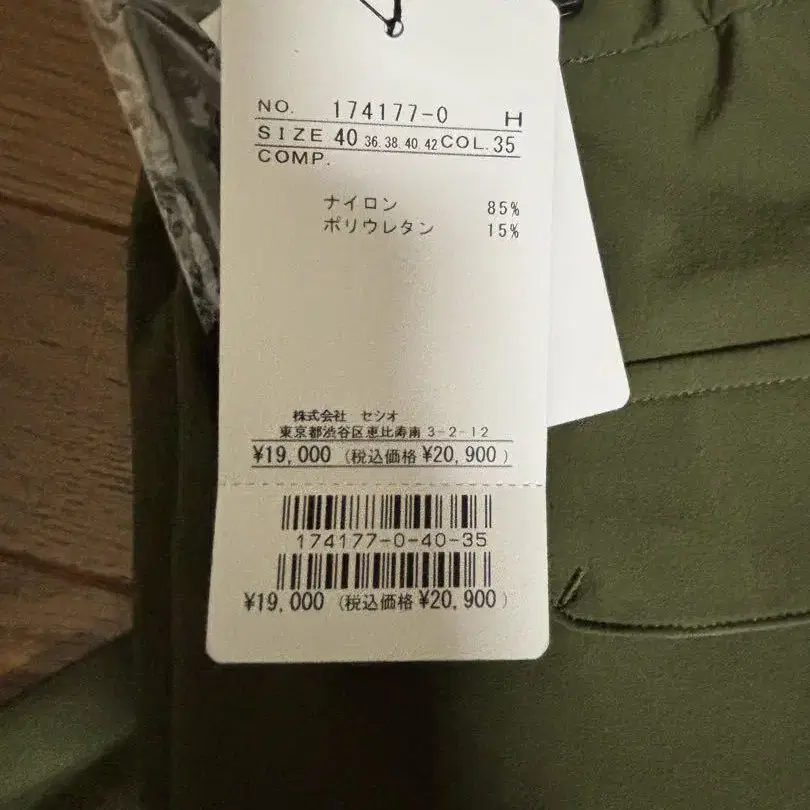 NO. 174177-0 H
SIZE 40 36.38.40.42 COL.35
COMP.
ナイロン 85%
ポリウレタン 15%
株式会社 セシオ
東京都渋谷区恵比寿南 3-2-12
¥19,000 (税込価格 ¥20,900)
174177-0-40-35
¥19,000 (税込価格 ¥20,900)